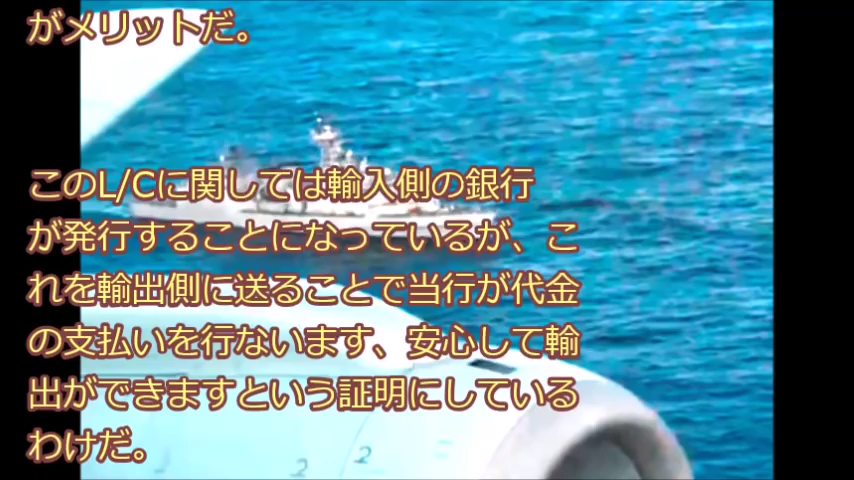 がメリットだ。
このL/Cに関しては輸入側の銀行
が発行することになっているが、こ
れを輸出側に送ることで当行が代金
の支払いを行ないます、安心して輸
出ができますという証明にしている
わけだ。
2
2